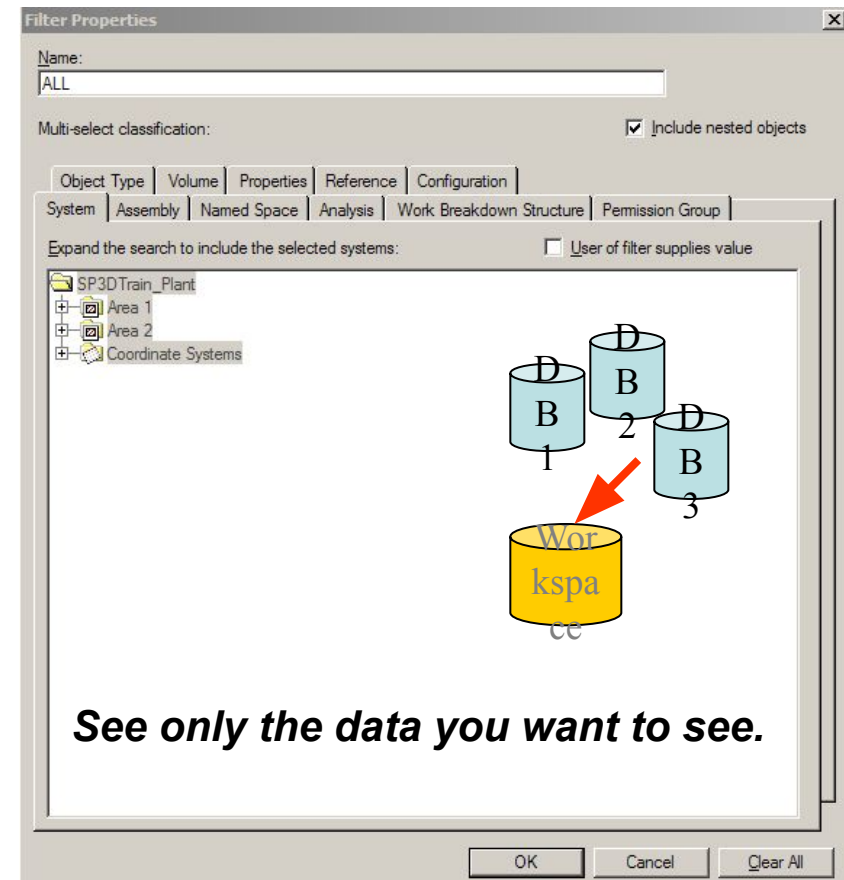 Filter Properties
Name:
ALL
Multi-select classification:
Include nested objects
Object Type Volume Properties Reference Configuration
System Assembly Named Space Analysis Work Breakdown Structure Permission Group
Expand the search to include the selected systems:
User of filter supplies value
SP3DTrain_Plant
Area 1
Area 2
Coordinate Systems
D
B
1
D
B
2
D
B
3
Wor
kspa
ce
See only the data you want to see.
OK Cancel Clear All